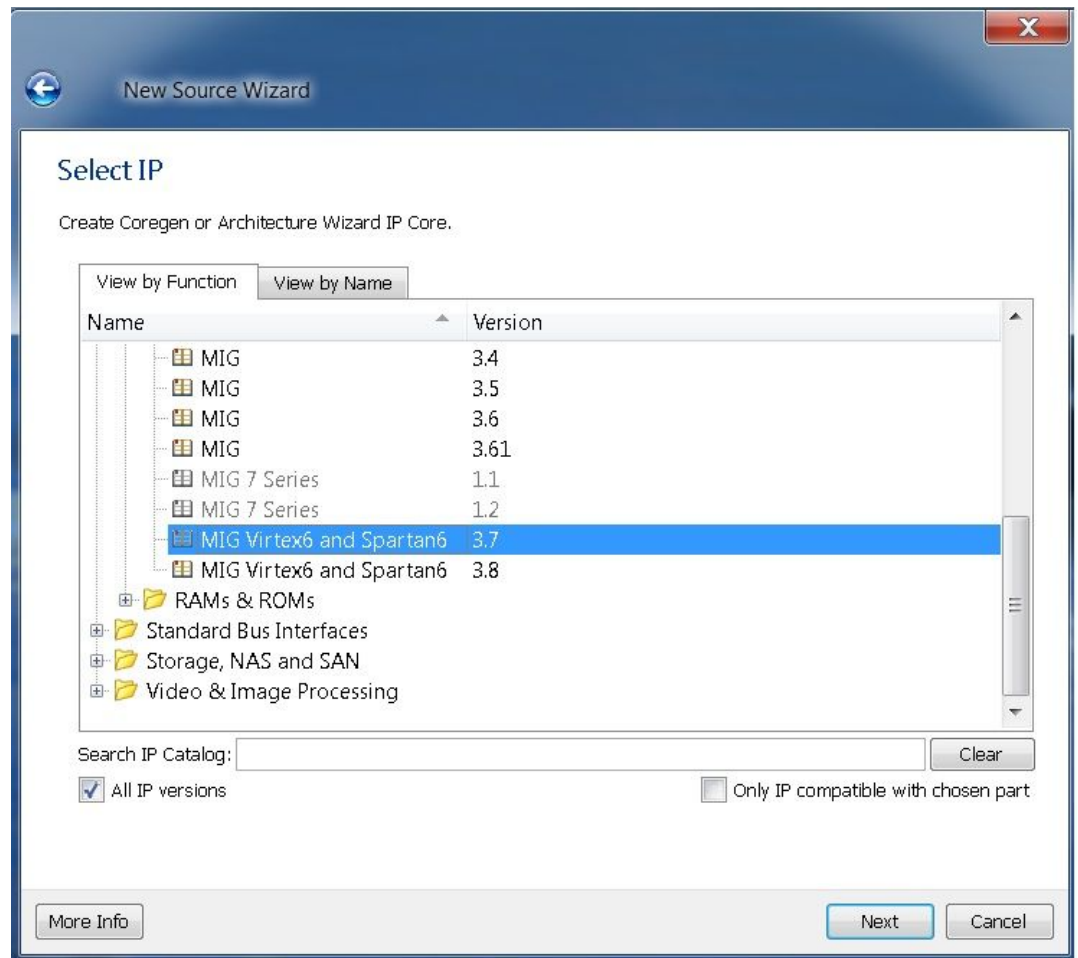 New Source Wizard
Select IP
Create Coregen or Architecture Wizard IP Core.
View by Function View by Name
Name Version
MIG 3.4
MIG 3.5
MIG 3.6
MIG 3.61
MIG 7 Series 1.1
MIG 7 Series 1.2
MIG Virtex6 and Spartan6 3.7
MIG Virtex6 and Spartan6 3.8
RAMs & ROMs
Standard Bus Interfaces
Storage, NAS and SAN
Video & Image Processing
Search IP Catalog: Clear
All IP versions Only IP compatible with chosen part
More Info Next Cancel